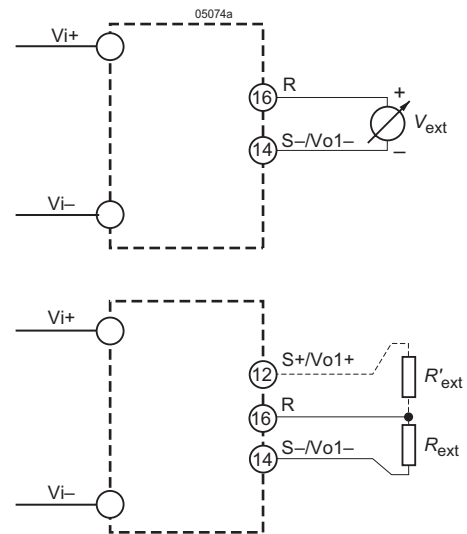 05074a
Vi+
16 R
+
Vext
14 S–/Vo1–
–
Vi–
Vi+
12 S+/Vo1+
R'ext
16 R
14 S–/Vo1–
Rext
Vi–